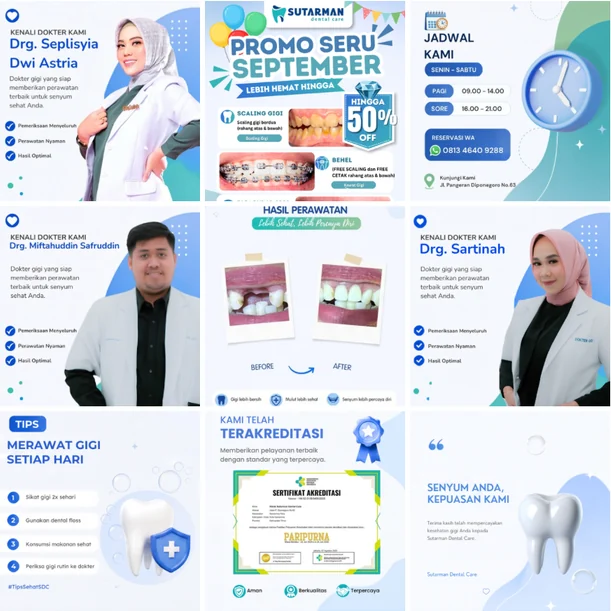 KENALI DOKTER KAMI
Drg. Seplisyia
Dwi Astria
Dokter gigi yang siap
memberikan perawatan
terbaik untuk senyum
sehat Anda.
Pemeriksaan Menyeluruh
Perawatan Nyaman
Hasil Optimal
SUTARMAN
dental care
PROMO SERU
SEPTEMBER
LEBIH HEMAT HINGGA
HINGGA
50%
OFF
SCALING GIGI
Scaling gigi berdua
(rahang atas & bawah)
Scaling Gigi
BEHEL
(FREE SCALING dan FREE
CETAK rahang atas & bawah)
JADWAL
KAMI
SENIN - SABTU
PAGI 09.00 - 14.00
SORE 16.00 - 21.00
RESERVASI WA
0813 4640 9288
Kunjungi Kami
Jl. Pangeran Diponegoro No.63
KENALI DOKTER KAMI
Drg. Miftahuddin Safruddin
Dokter gigi yang siap
memberikan perawatan
terbaik untuk senyum
sehat Anda.
Pemeriksaan Menyeluruh
Perawatan Nyaman
Hasil Optimal
HASIL PERAWATAN
Lebih Sehat, Lebih Percaya Diri
BEFORE
AFTER
Gigi lebih bersih
Mulut lebih sehat
Senyum lebih percaya diri
KENALI DOKTER KAMI
Drg. Sartinah
Dokter gigi yang siap
memberikan perawatan
terbaik untuk senyum
sehat Anda.
Pemeriksaan Menyeluruh
Perawatan Nyaman
Hasil Optimal
TIPS
MERAWAT GIGI
SETIAP HARI
1 Sikat gigi 2x sehari
2 Gunakan dental floss
3 Konsumsi makanan sehat
4 Periksa gigi rutin ke dokter
#TipsSehatSDC
KAMI TELAH
TERAKREDITASI
Memberikan pelayanan terbaik
dengan standar yang terpercaya.
SERTIFIKAT AKREDITASI
PARIPURNA
Aman
Berkualitas
Terpercaya
SENYUM ANDA,
KEPUASAN KAMI
Terima kasih telah mempercayakan
kesehatan gigi Anda kepada
Sutarman Dental Care.
Sutarman Dental Care